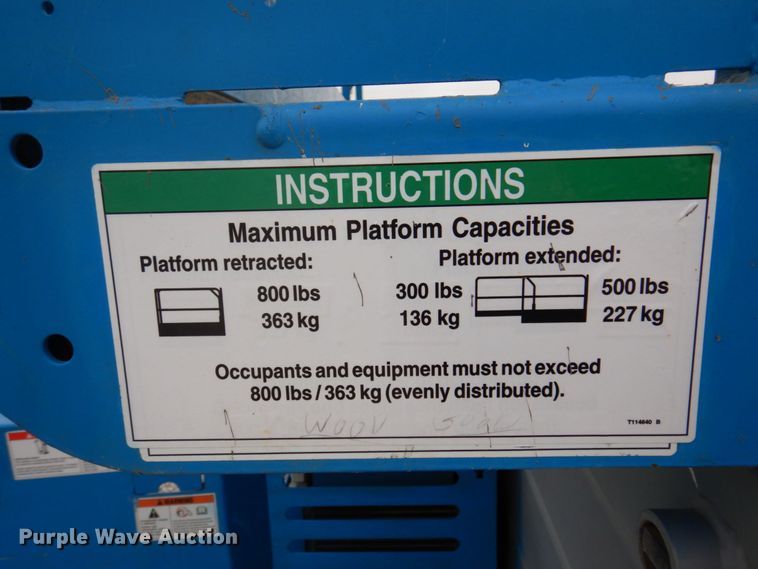 INSTRUCTIONS
Maximum Platform Capacities
Platform retracted: Platform extended:
800 lbs 300 lbs 500 lbs
363 kg 136 kg 227 kg
Occupants and equipment must not exceed
800 lbs / 363 kg (evenly distributed).
WOOD
T114640 B
WARNING
Purple Wave Auction